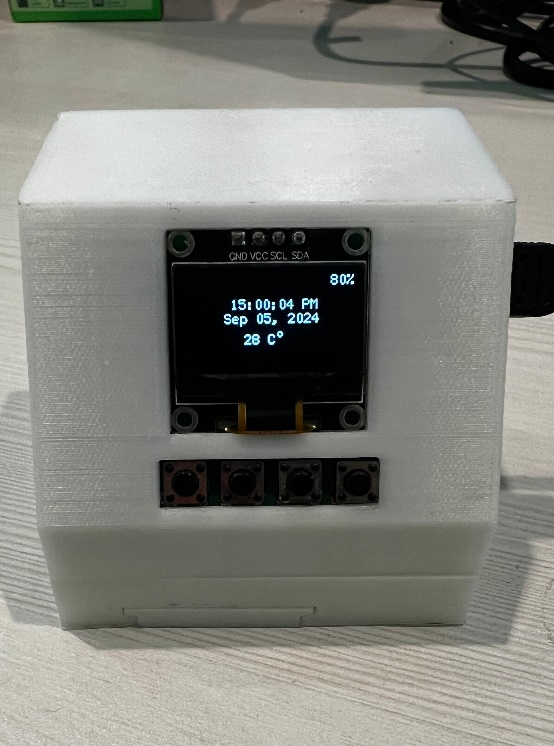 GND VCC SCL SDA
80%
15:00:04 PM
Sep 05, 2024
28 C°